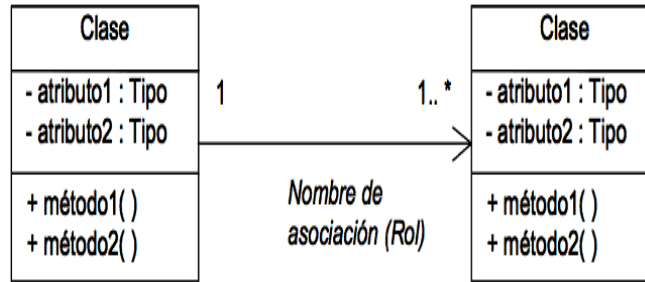 Clase
- atributo1 : Tipo
- atributo2 : Tipo
+ método1( )
+ método2( )
1
1.. *
Nombre de
asociación (Rol)
Clase
- atributo1 : Tipo
- atributo2 : Tipo
+ método1( )
+ método2( )